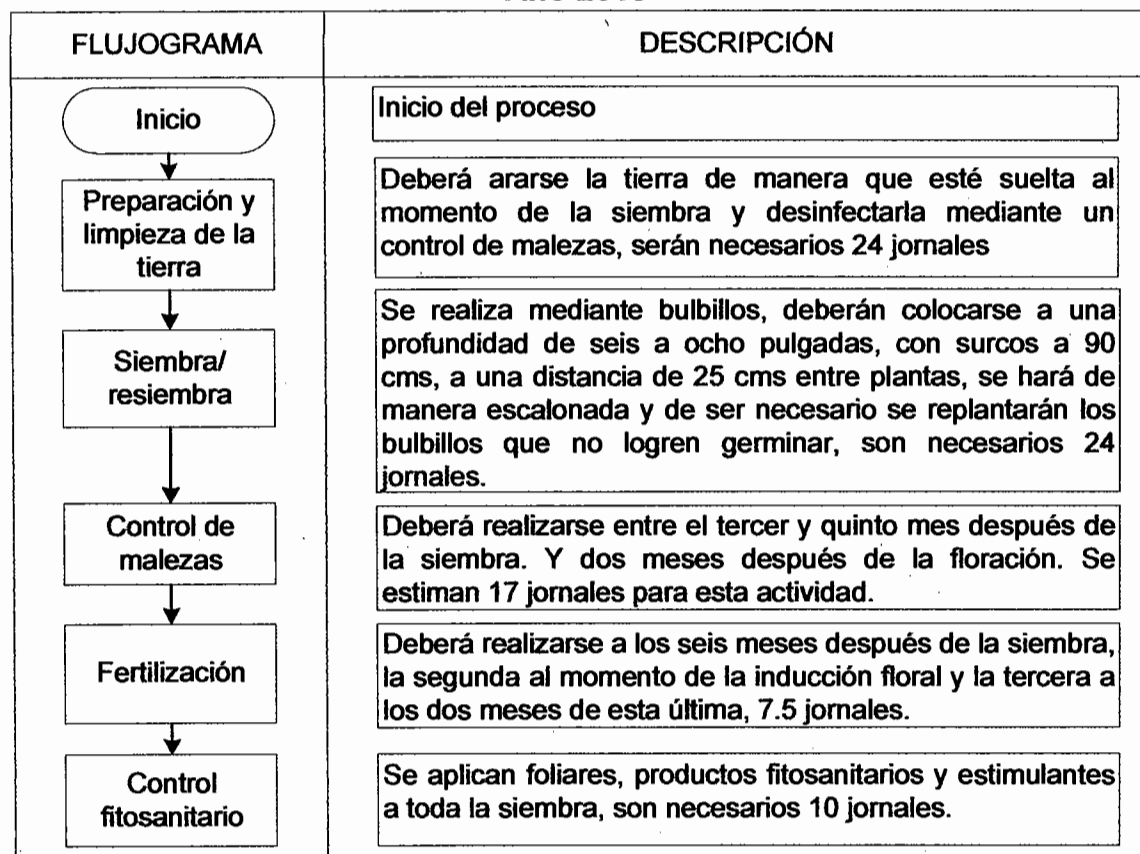 FLUJOGRAMA
DESCRIPCIÓN
Inicio
Inicio del proceso
Preparación y
limpieza de la
tierra
Deberá ararse la tierra de manera que esté suelta al
momento de la siembra y desinfectarla mediante un
control de malezas, serán necesarios 24 jornales
Siembra/
resiembra
Se realiza mediante bulbillos, deberán colocarse a una
profundidad de seis a ocho pulgadas, con surcos a 90
cms, a una distancia de 25 cms entre plantas, se hará de
manera escalonada y de ser necesario se replantarán los
bulbillos que no logren germinar, son necesarios 24
jornales.
Control de
malezas
Deberá realizarse entre el tercer y quinto mes después de
la siembra. Y dos meses después de la floración. Se
estiman 17 jornales para esta actividad.
Fertilización
Deberá realizarse a los seis meses después de la siembra,
la segunda al momento de la inducción floral y la tercera a
los dos meses de esta última, 7.5 jornales.
Control
fitosanitario
Se aplican foliares, productos fitosanitarios y estimulantes
a toda la siembra, son necesarios 10 jornales.